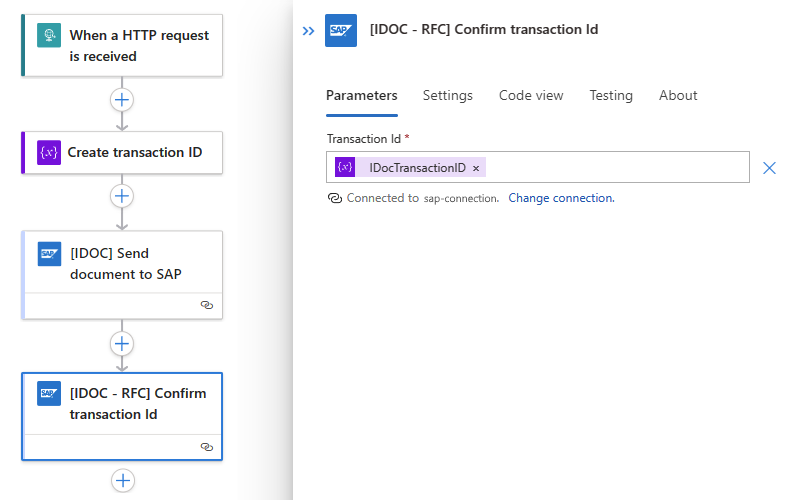 When a HTTP request
is received
{x} Create transaction ID
SAP [IDOC] Send
document to SAP
SAP [IDOC - RFC] Confirm
transaction Id
SAP [IDOC - RFC] Confirm transaction Id
Parameters Settings Code view Testing About
Transaction Id *
{x} IDocTransactionID ×
Connected to sap-connection. Change connection.